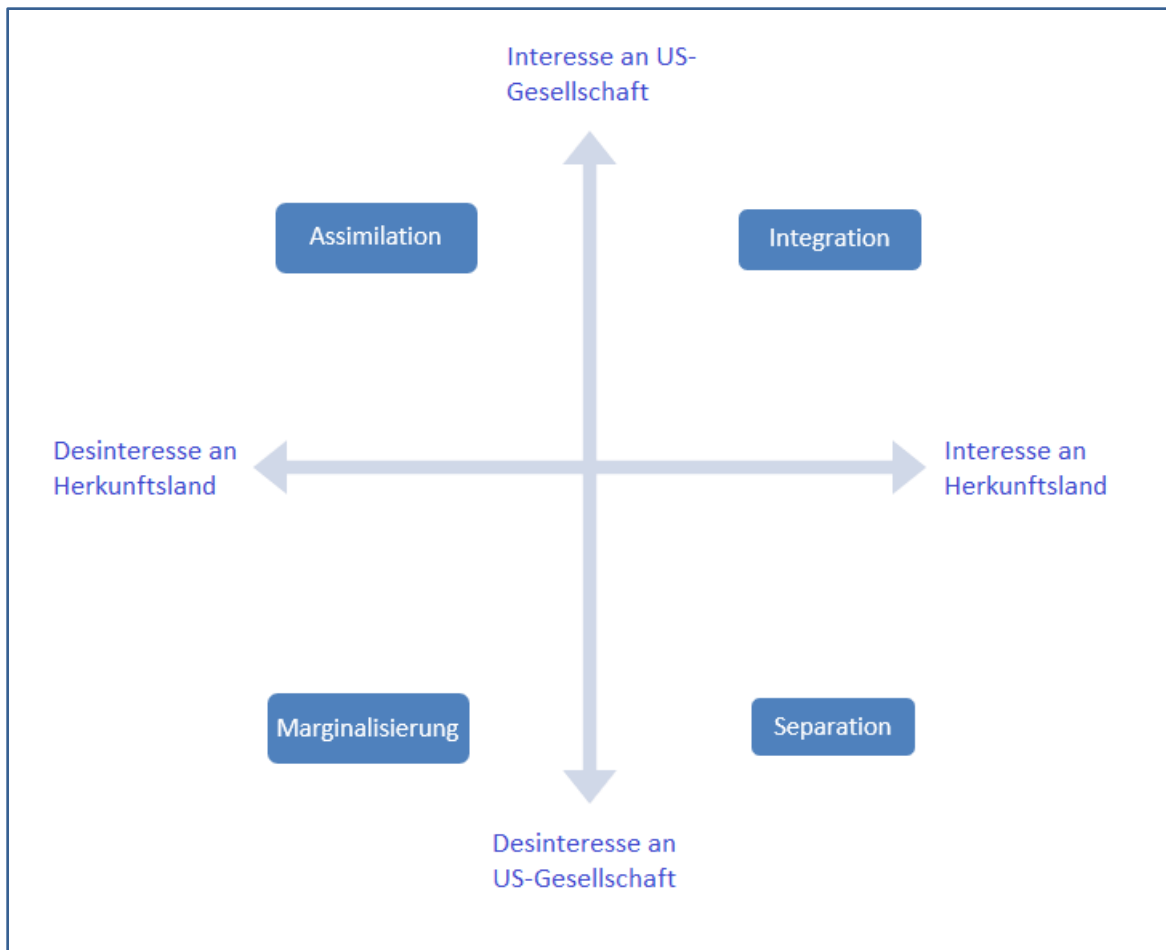 Interesse an US-
Gesellschaft
Assimilation
Integration
Desinteresse an
Herkunftsland
Interesse an
Herkunftsland
Marginalisierung
Separation
Desinteresse an
US-Gesellschaft